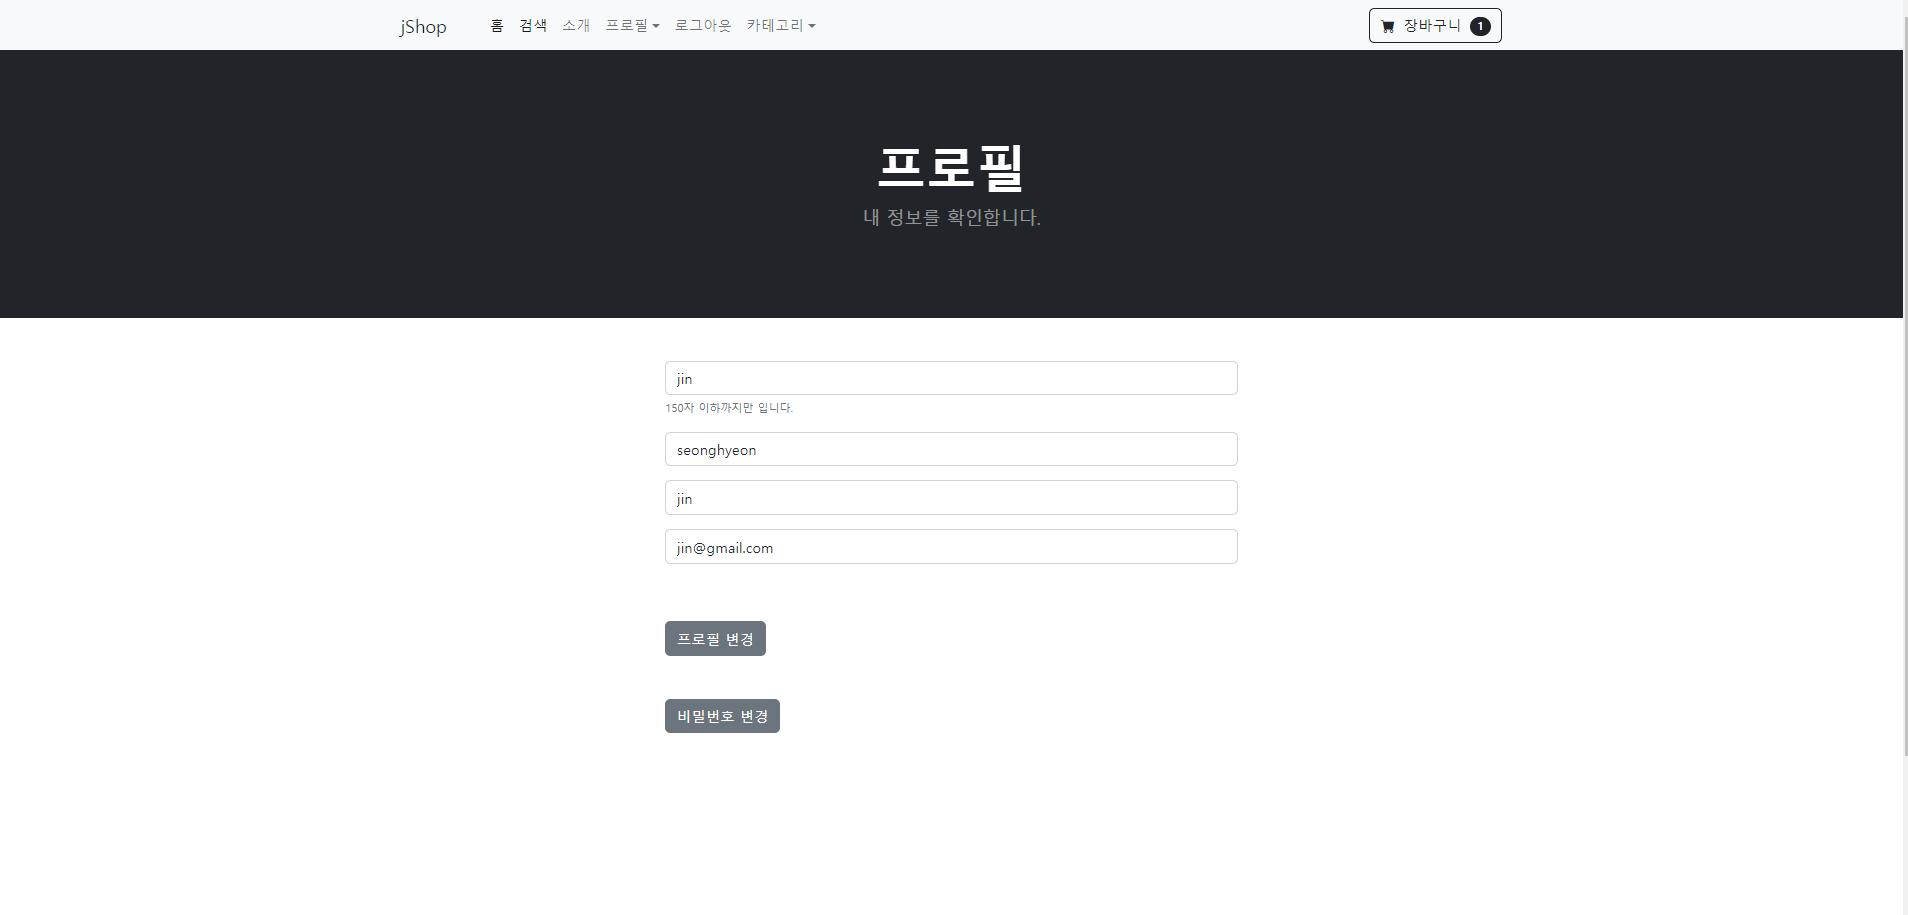 jShop 홈 검색 소개 프로필 로그아웃 카테고리 장바구니 1
프로필
내 정보를 확인합니다.
jin
150자 이하까지만 입니다.
seonghyeon
jin
jin@gmail.com
프로필 변경
비밀번호 변경